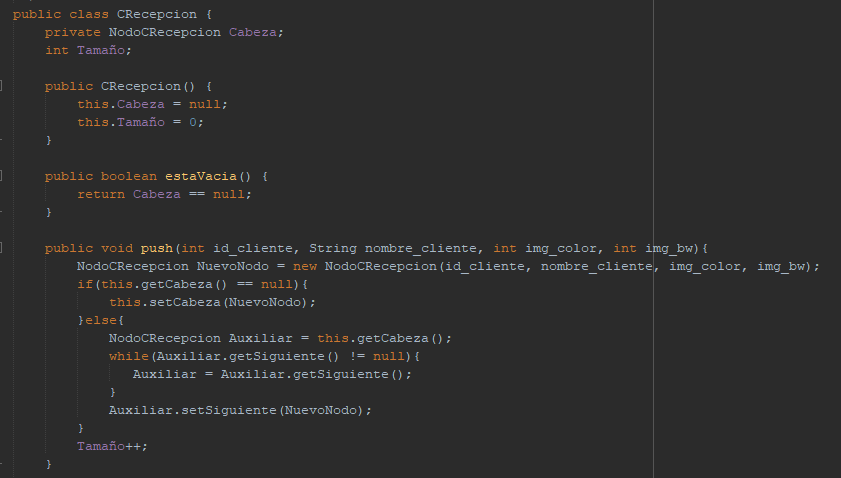 public class CRecepcion {
    private NodoCRecepcion Cabeza;
    int Tamaño;

    public CRecepcion() {
        this.Cabeza = null;
        this.Tamaño = 0;
    }

    public boolean estaVacia() {
        return Cabeza == null;
    }

    public void push(int id_cliente, String nombre_cliente, int img_color, int img_bw){
        NodoCRecepcion NuevoNodo = new NodoCRecepcion(id_cliente, nombre_cliente, img_color, img_bw);
        if(this.getCabeza() == null){
            this.setCabeza(NuevoNodo);
        }else{
            NodoCRecepcion Auxiliar = this.getCabeza();
            while(Auxiliar.getSiguiente() != null){
               Auxiliar = Auxiliar.getSiguiente();
            }
            Auxiliar.setSiguiente(NuevoNodo);
        }
        Tamaño++;
    }